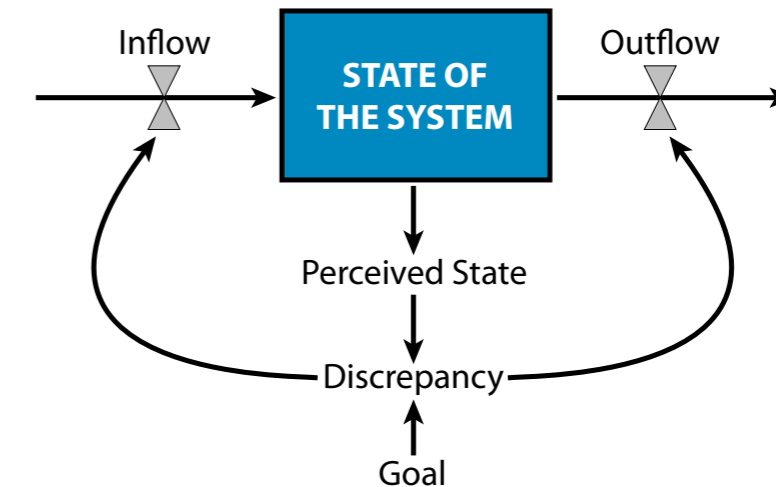 Inflow
Outflow
STATE OF
THE SYSTEM
Perceived State
Discrepancy
Goal